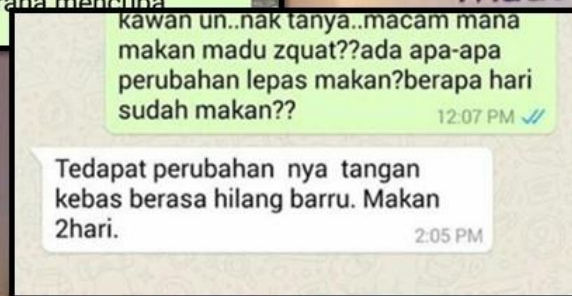 mencuba
kawan un..nak tanya..macam mana
makan madu zquat??ada apa-apa
perubahan lepas makan?berapa hari
sudah makan??
12:07 PM
Tedapat perubahan nya tangan
kebas berasa hilang barru. Makan
2hari.
2:05 PM